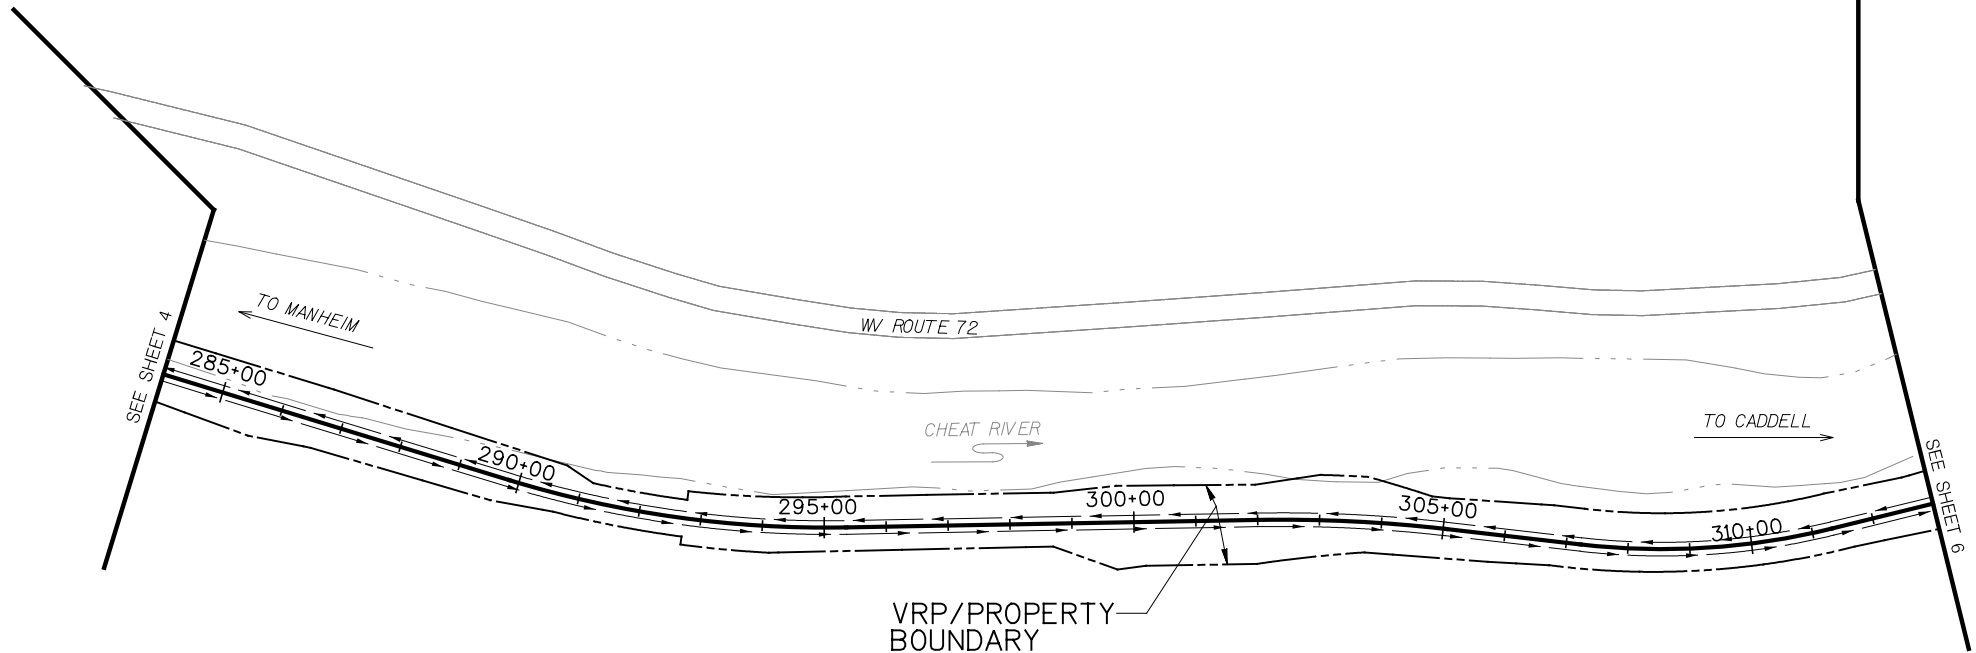 WV ROUTE 72
TO MANHEIM
SEE SHEET 4
285+00
290+00
295+00
300+00
305+00
310+00
CHEAT RIVER
TO CADDELL
SEE SHEET 6
VRP/PROPERTY
BOUNDARY